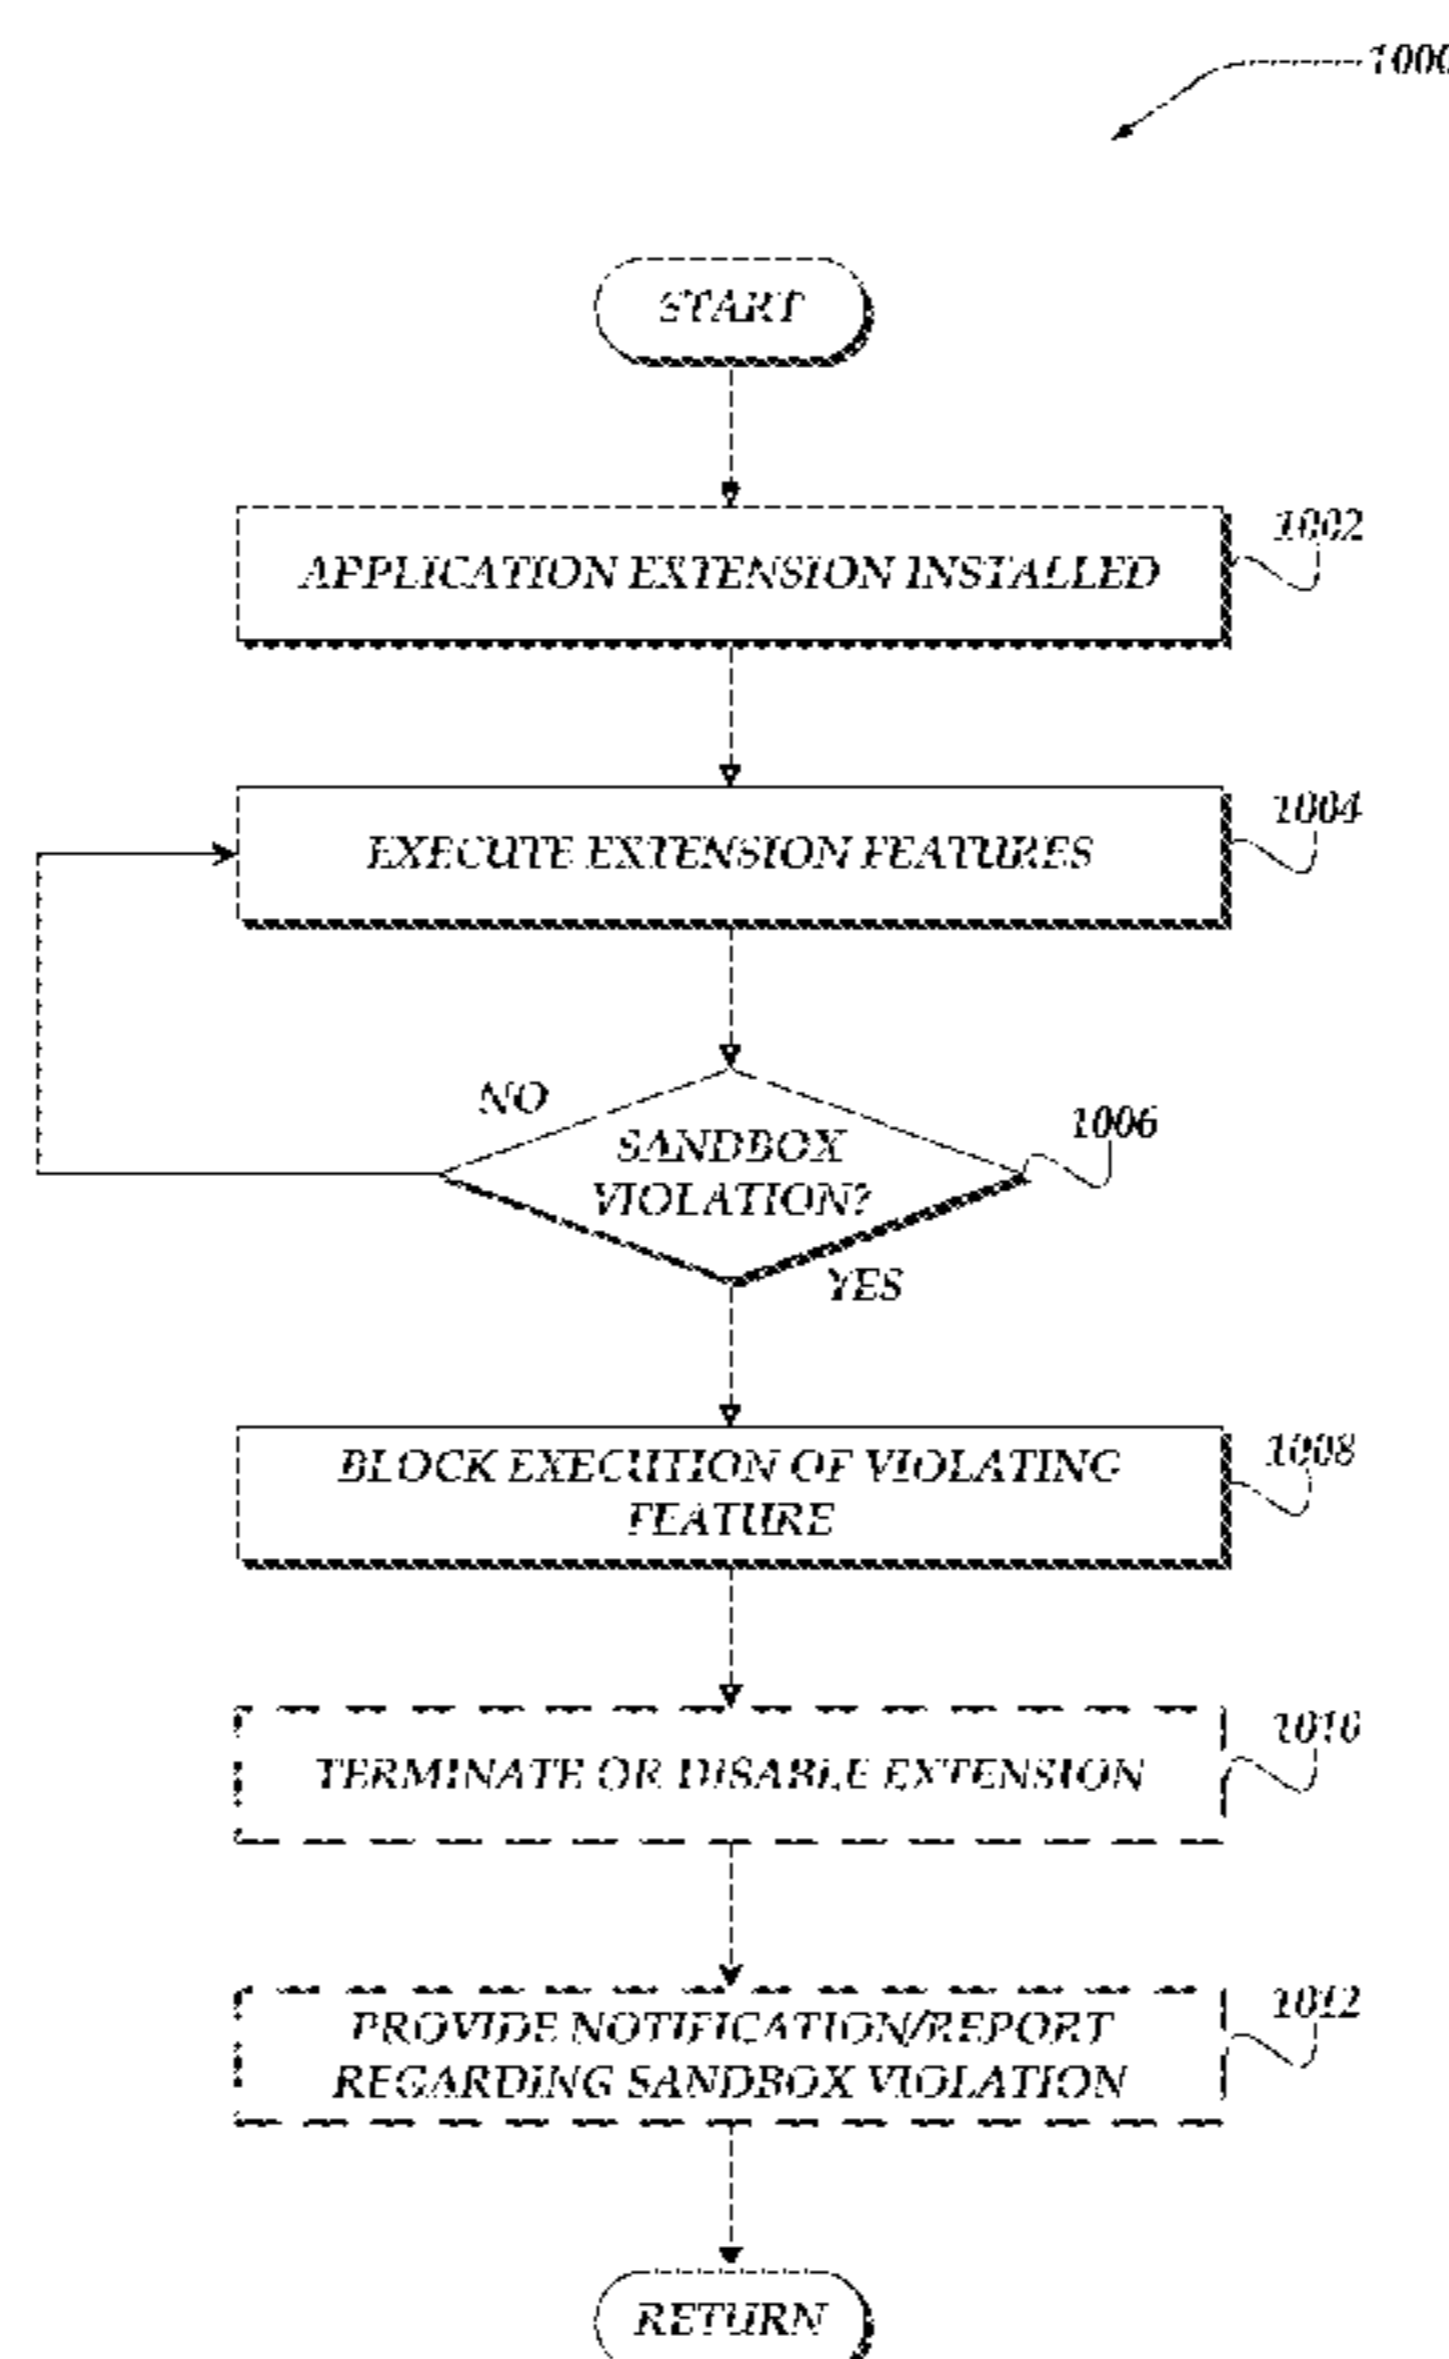 1000
START
1002
APPLICATION EXTENSION INSTALLED
1004
EXECUTE EXTENSION FEATURES
NO
1006
SANDBOX
VIOLATION?
YES
1008
BLOCK EXECUTION OF VIOLATING
FEATURE
1010
TERMINATE OR DISABLE EXTENSION
1012
PROVIDE NOTIFICATION/REPORT
REGARDING SANDBOX VIOLATION
RETURN